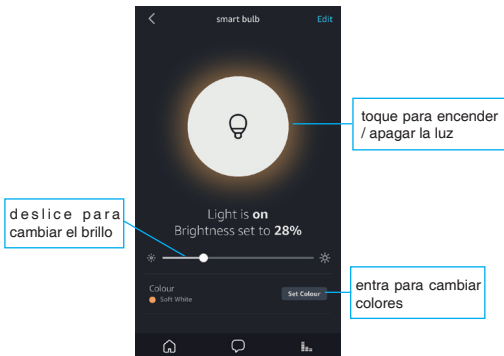 smart bulb
Edit
toque para encender
/ apagar la luz
Light is on
Brightness set to 28%
deslice para
cambiar el brillo
Colour
Soft White
Set Colour
entra para cambiar
colores